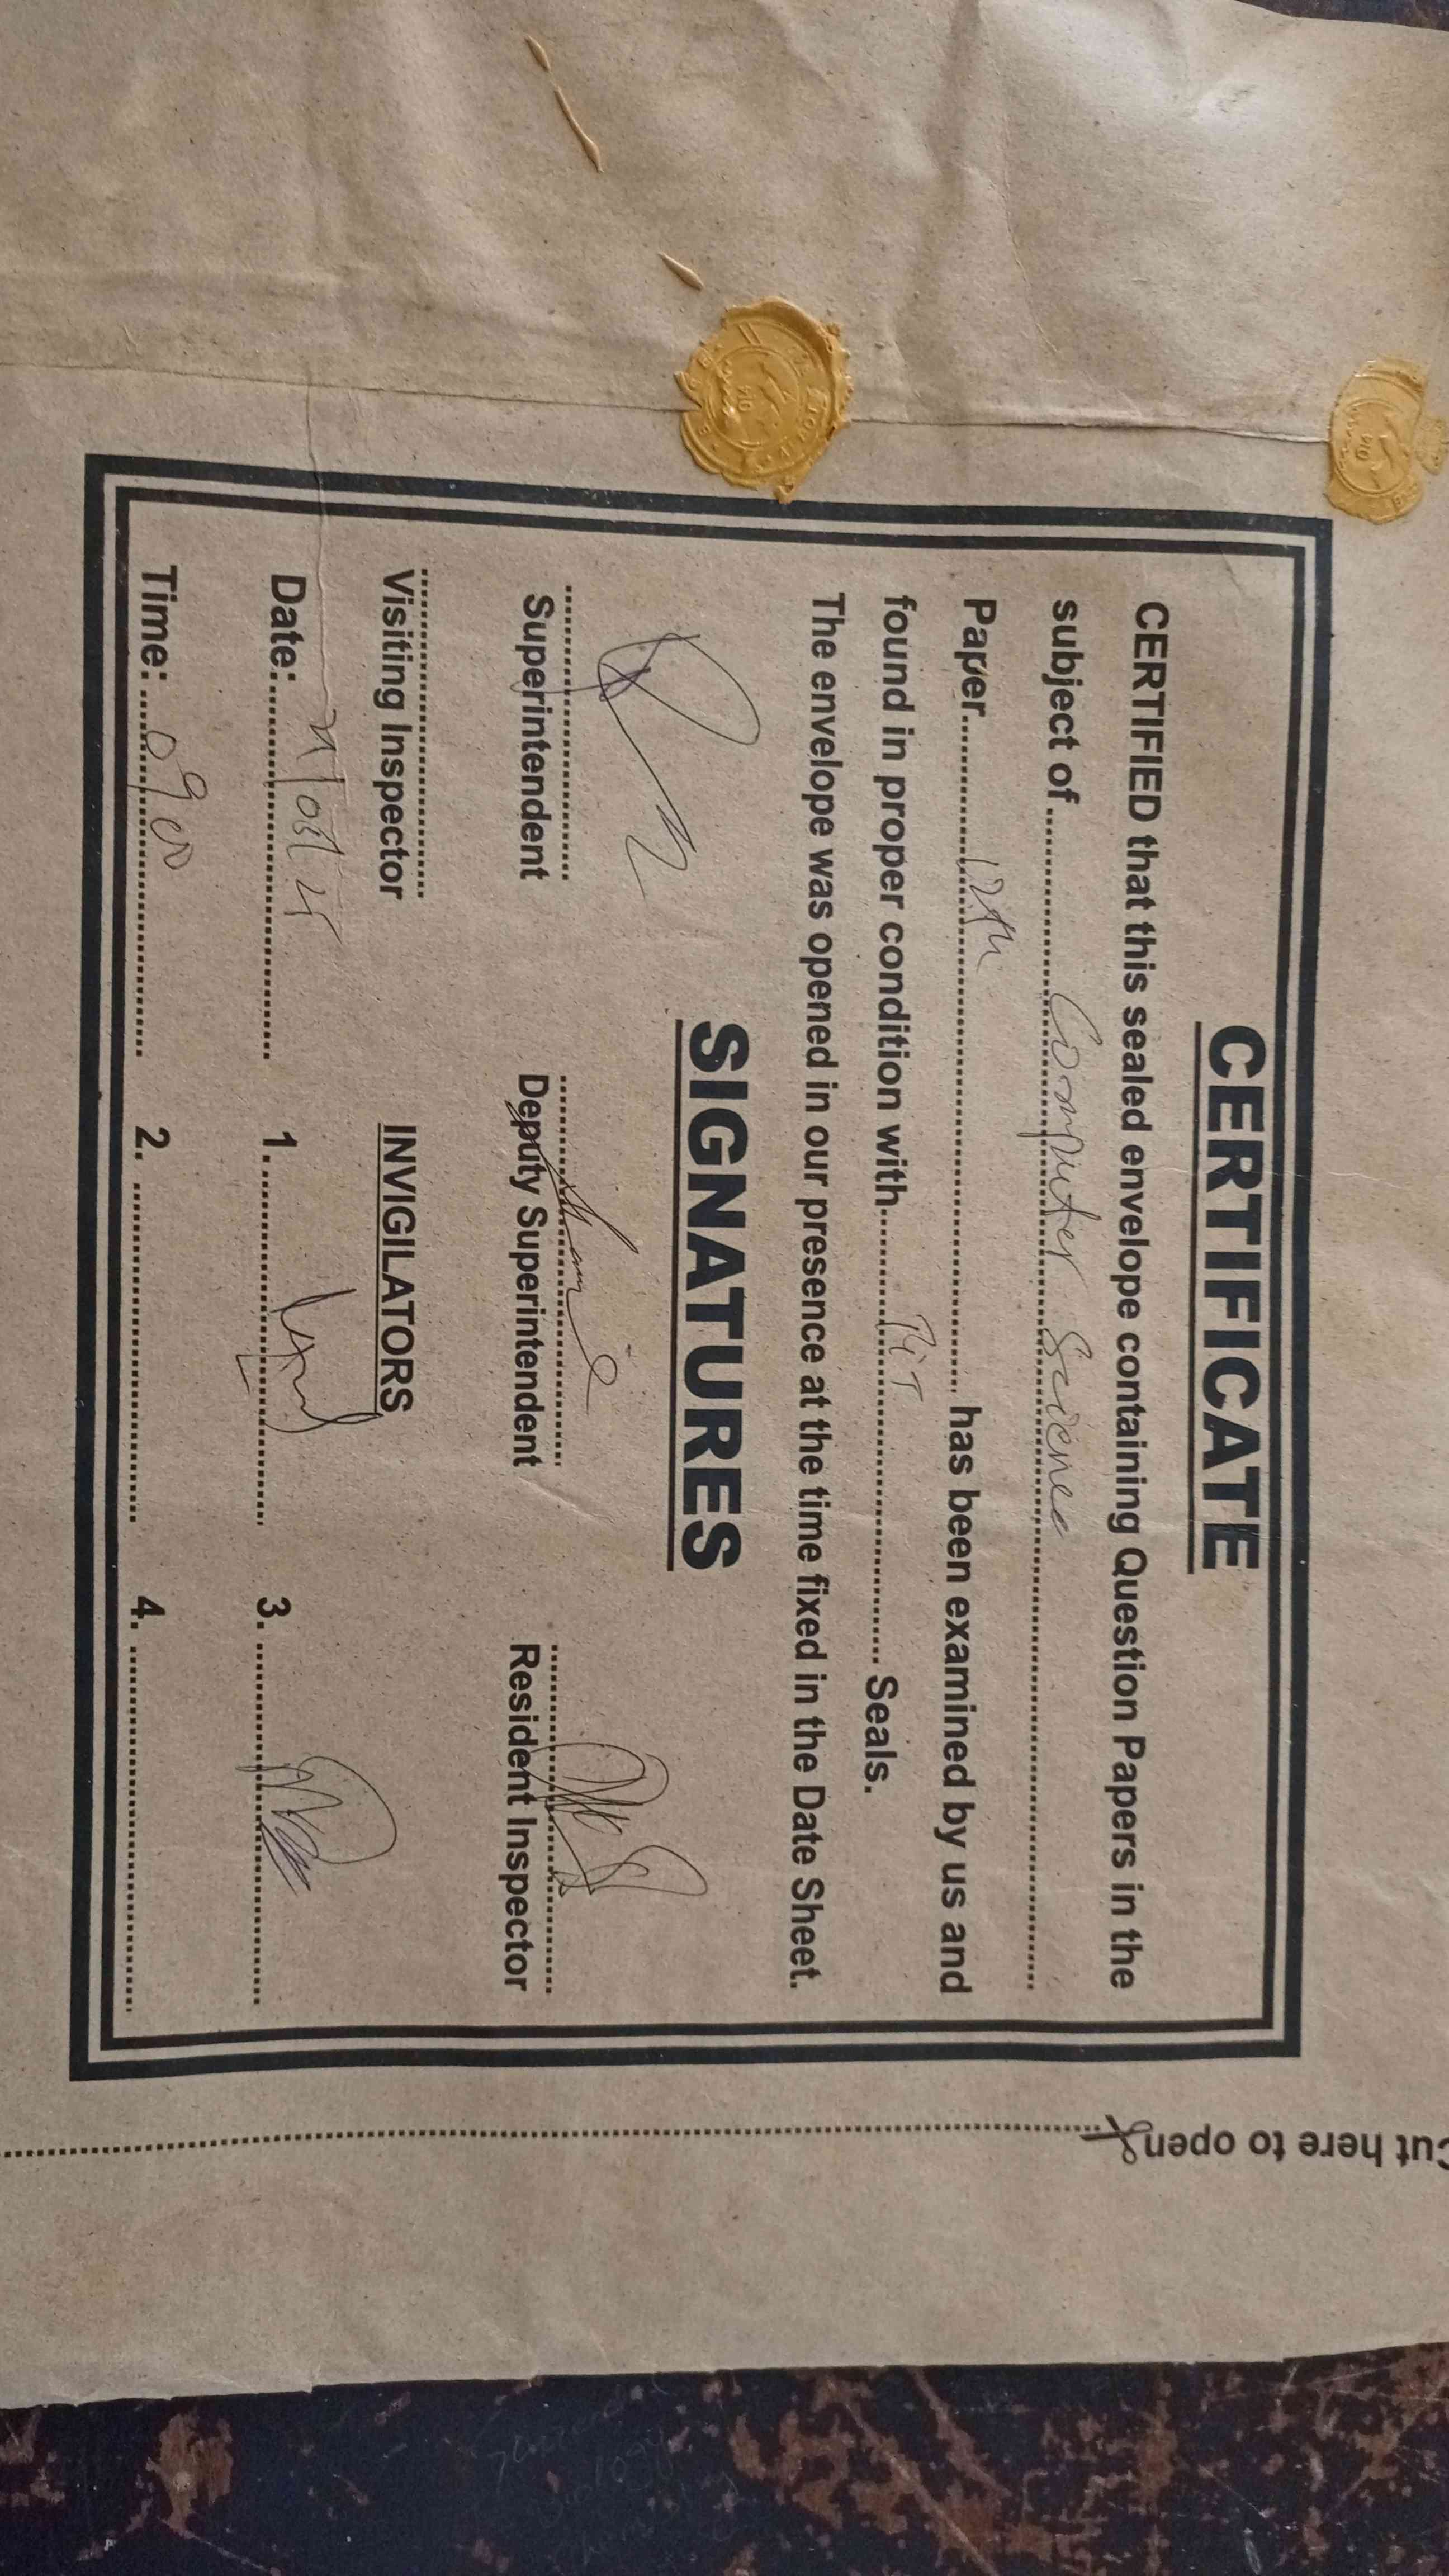 CERTIFICATE
CERTIFIED that this sealed envelope containing Question Papers in the
subject of Computer Science
Paper 12th has been examined by us and
found in proper condition with Seals.
The envelope was opened in our presence at the time fixed in the Date Sheet.
SIGNATURES
Superintendent Deputy Superintendent Resident Inspector
Visiting Inspector INVIGILATORS
Date: 1. 3.
Time: 0900 2. 4.
here to open